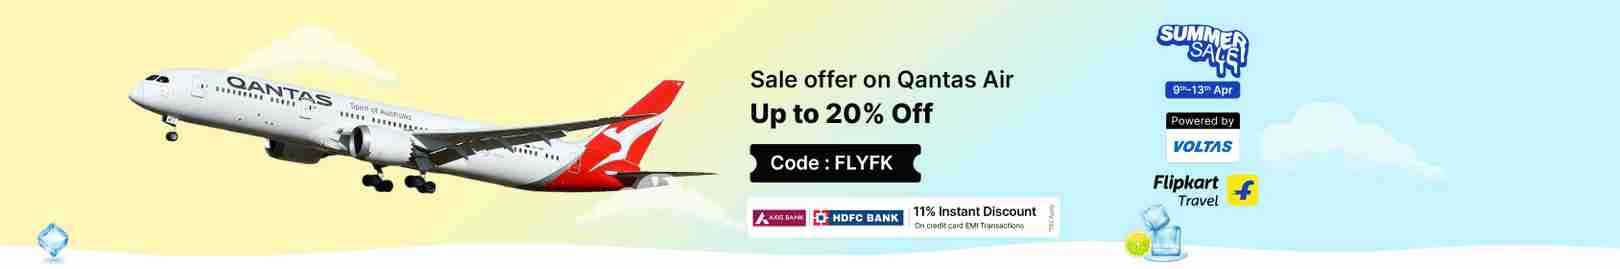 QANTAS
Spirit of Australia
Sale offer on Qantas Air
Up to 20% Off
Code : FLYFK
AXIS BANK
HDFC BANK
11% Instant Discount
On credit card EMI Transactions
*T&C Apply
SUMMER
SALE
9th-13th Apr
Powered by
VOLTAS
Flipkart
Travel